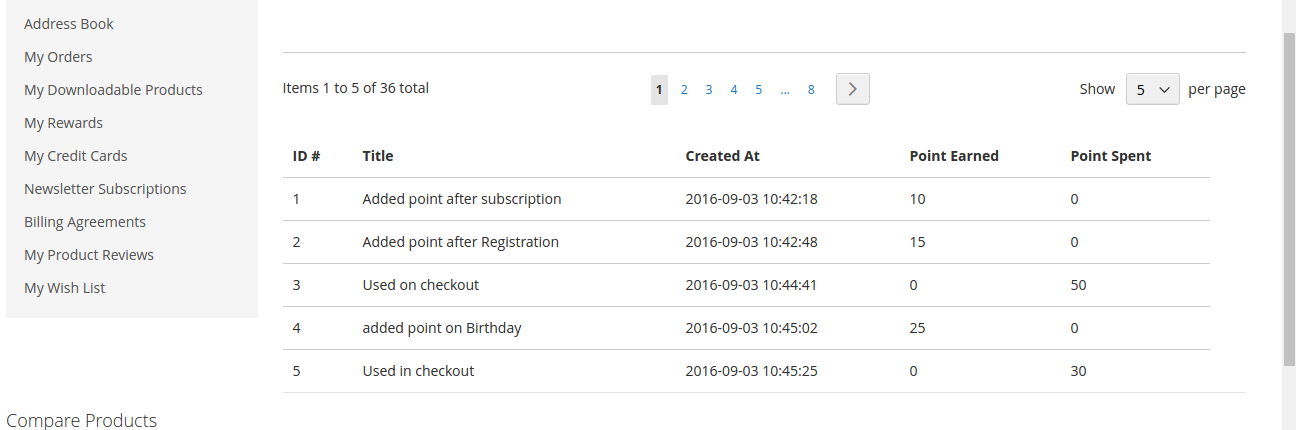 Address Book
My Orders
My Downloadable Products
My Rewards
My Credit Cards
Newsletter Subscriptions
Billing Agreements
My Product Reviews
My Wish List
Compare Products
Items 1 to 5 of 36 total 1 2 3 4 5 ... 8 Show 5 per page
ID # Title Created At Point Earned Point Spent
1 Added point after subscription 2016-09-03 10:42:18 10 0
2 Added point after Registration 2016-09-03 10:42:48 15 0
3 Used on checkout 2016-09-03 10:44:41 0 50
4 added point on Birthday 2016-09-03 10:45:02 25 0
5 Used in checkout 2016-09-03 10:45:25 0 30